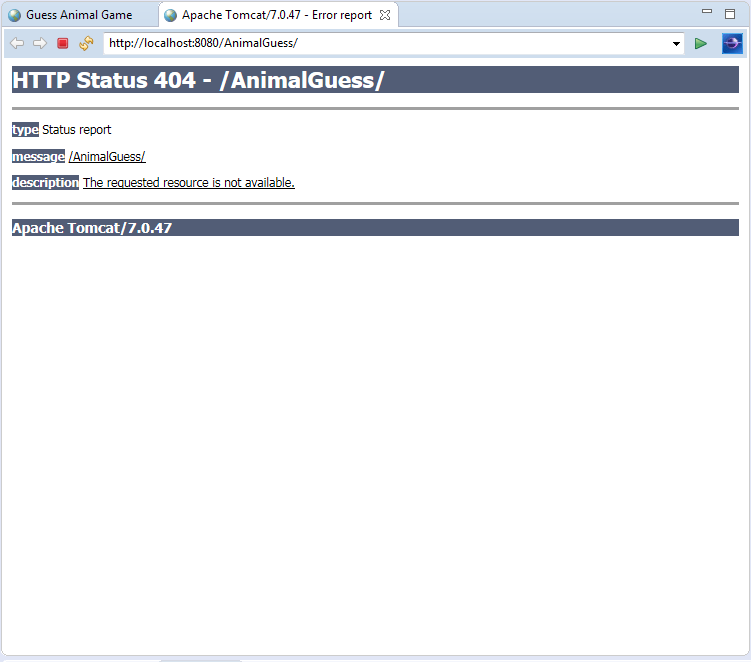 Guess Animal Game
Apache Tomcat/7.0.47 - Error report
http://localhost:8080/AnimalGuess/
HTTP Status 404 - /AnimalGuess/
type Status report
message /AnimalGuess/
description The requested resource is not available.
Apache Tomcat/7.0.47